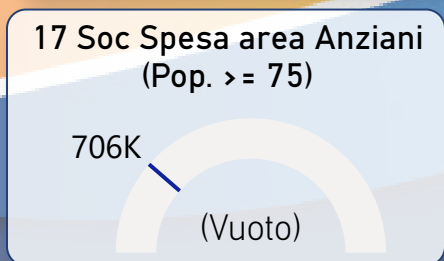 17 Soc Spesa area Anziani
(Pop. >= 75)
706K
(Vuoto)